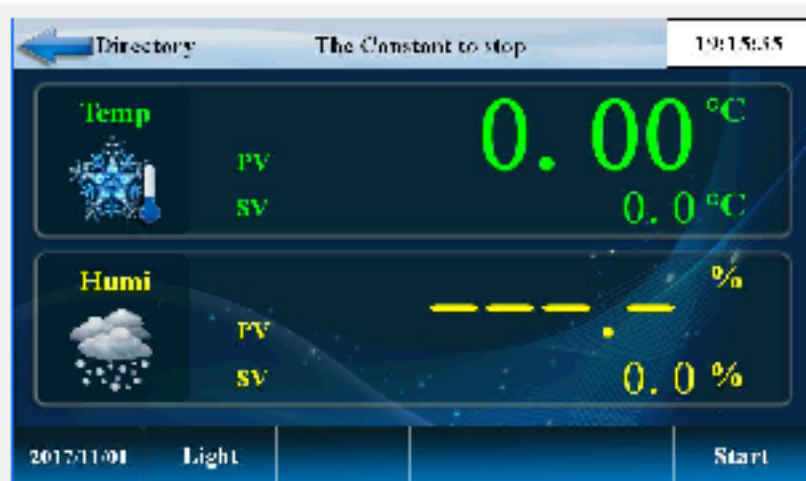 Directory
The Constant to stop
19:15:35
Temp
PV
0.00 °C
SV
0.0 °C
Humi
PV
---.- %
SV
0.0 %
2017/11/01
Light
Start